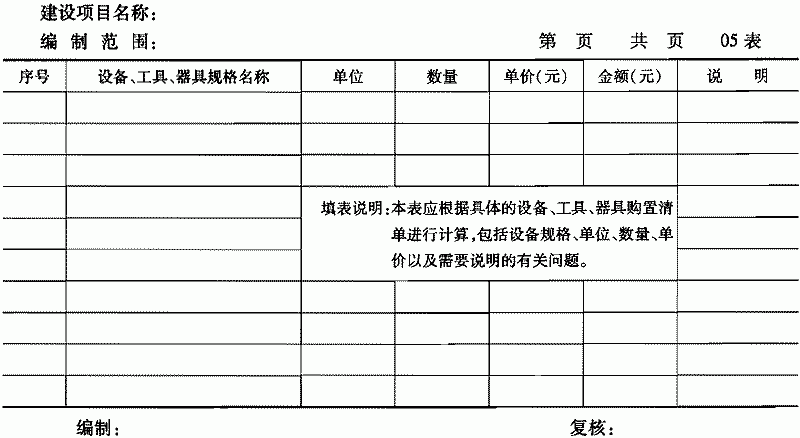 建设项目名称：
编 制 范 围： 第 页 共 页 05表
序号 设备、工具、器具规格名称 单位 数量 单价(元) 金额(元) 说 明
填表说明：本表应根据具体的设备、工具、器具购置清
单进行计算，包括设备规格、单位、数量、单
价以及需要说明的有关问题。
编制： 复核：